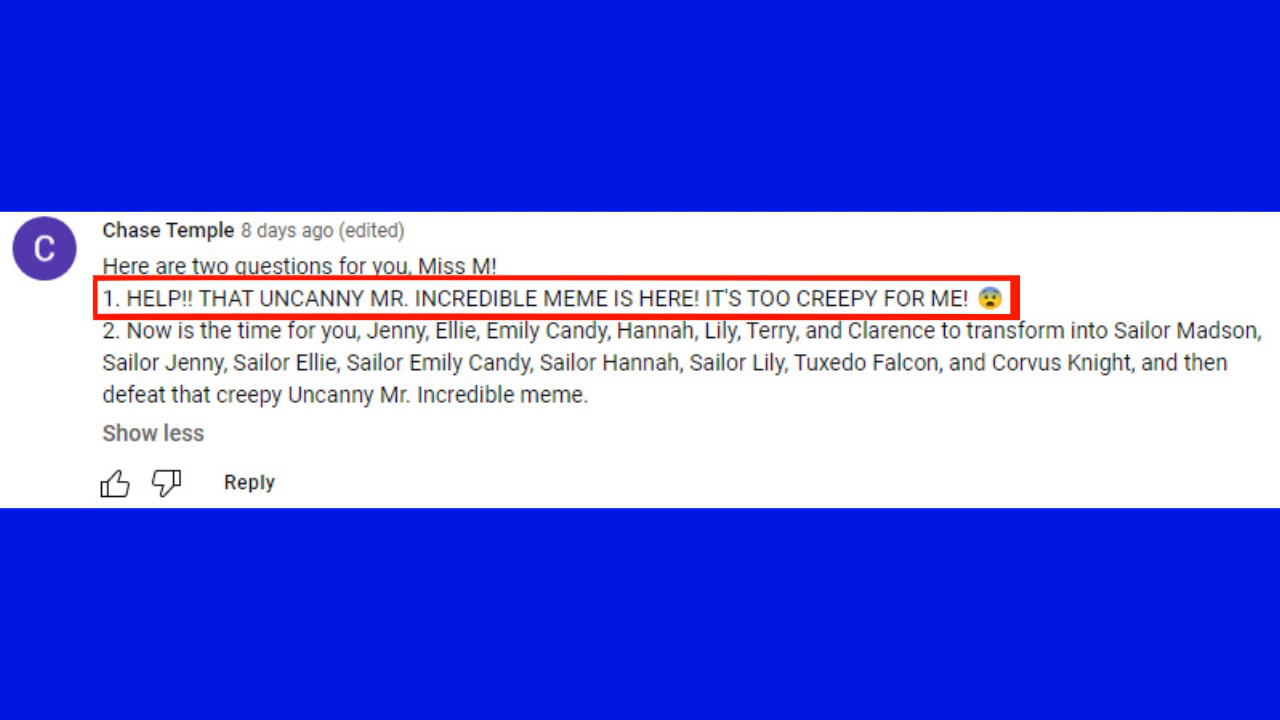 C
Chase Temple 8 days ago (edited)
Here are two questions for you, Miss M!
1. HELP!! THAT UNCANNY MR. INCREDIBLE MEME IS HERE! IT'S TOO CREEPY FOR ME! 😨
2. Now is the time for you, Jenny, Ellie, Emily Candy, Hannah, Lily, Terry, and Clarence to transform into Sailor Madson,
Sailor Jenny, Sailor Ellie, Sailor Emily Candy, Sailor Hannah, Sailor Lily, Tuxedo Falcon, and Corvus Knight, and then
defeat that creepy Uncanny Mr. Incredible meme.
Show less
Reply